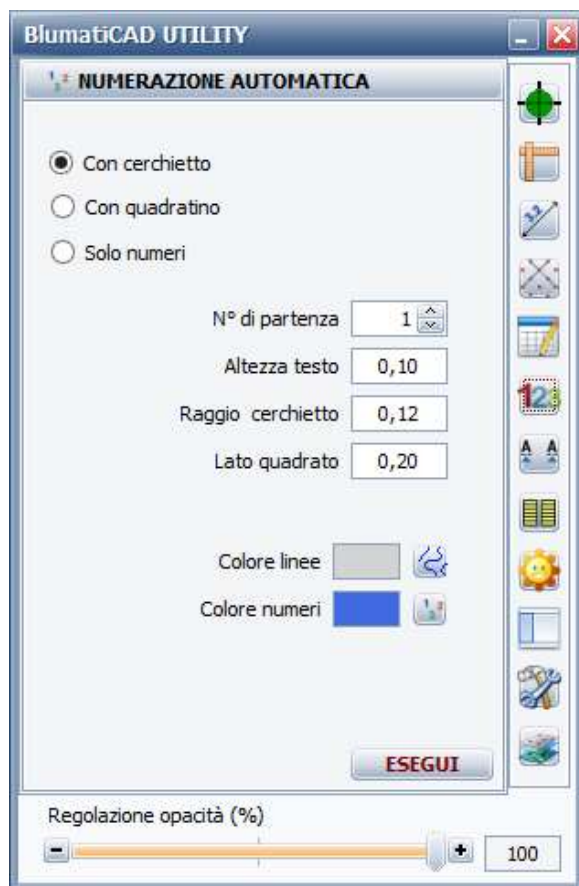 BlumatiCAD UTILITY
NUMERAZIONE AUTOMATICA
Con cerchietto
Con quadratino
Solo numeri
N° di partenza 1
Altezza testo 0,10
Raggio cerchietto 0,12
Lato quadrato 0,20
Colore linee
Colore numeri
ESEGUI
Regolazione opacità (%)
100